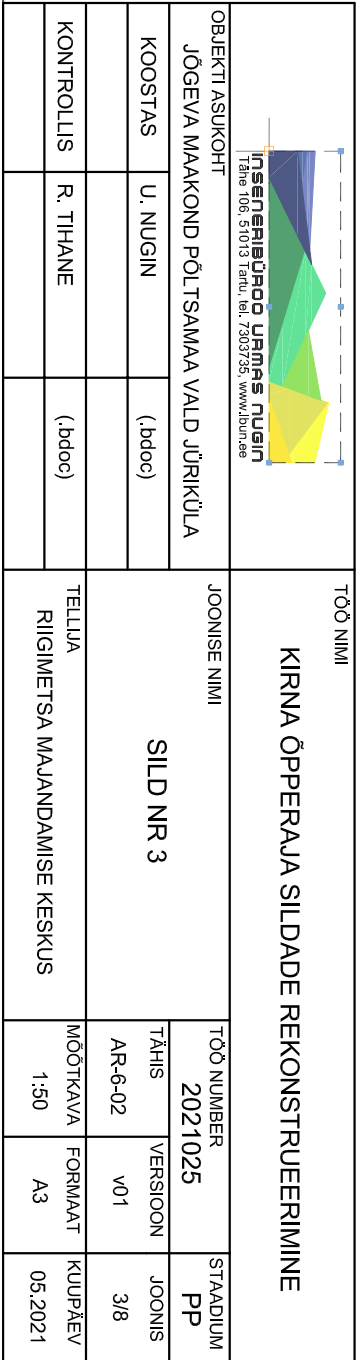 INSENERIBÜROO URMAS NUGIN
Tähe 106, 51013 Tartu, tel. 7303735, www.ibun.ee
TÖÖ NIMI
KIRNA ÕPPERAJA SILDADE REKONSTRUEERIMINE
OBJEKTI ASUKOHT
JÕGEVA MAAKOND PÕLTSAMAA VALD JÜRIKÜLA
JOONISE NIMI
SILD NR 3
TÖÖ NUMBER
2021025
STAADIUM
PP
KOOSTAS U. NUGIN (.bdoc)
TÄHIS VERSIOON JOONIS
AR-6-02 v01 3/8
KONTROLLIS R. TIHANE (.bdoc)
TELLIJA
RIIGIMETSA MAJANDAMISE KESKUS
MÕÕTKAVA FORMAAT KUUPÄEV
1:50 A3 05.2021